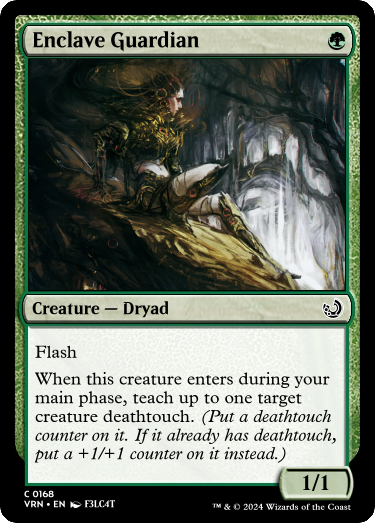 Enclave Guardian
Creature — Dryad
Flash
When this creature enters during your
main phase, teach up to one target
creature deathtouch. (Put a deathtouch
counter on it. If it already has deathtouch,
put a +1/+1 counter on it instead.)
1/1
C 0168
VRN • EN F3LC4T
™ & © 2024 Wizards of the Coast